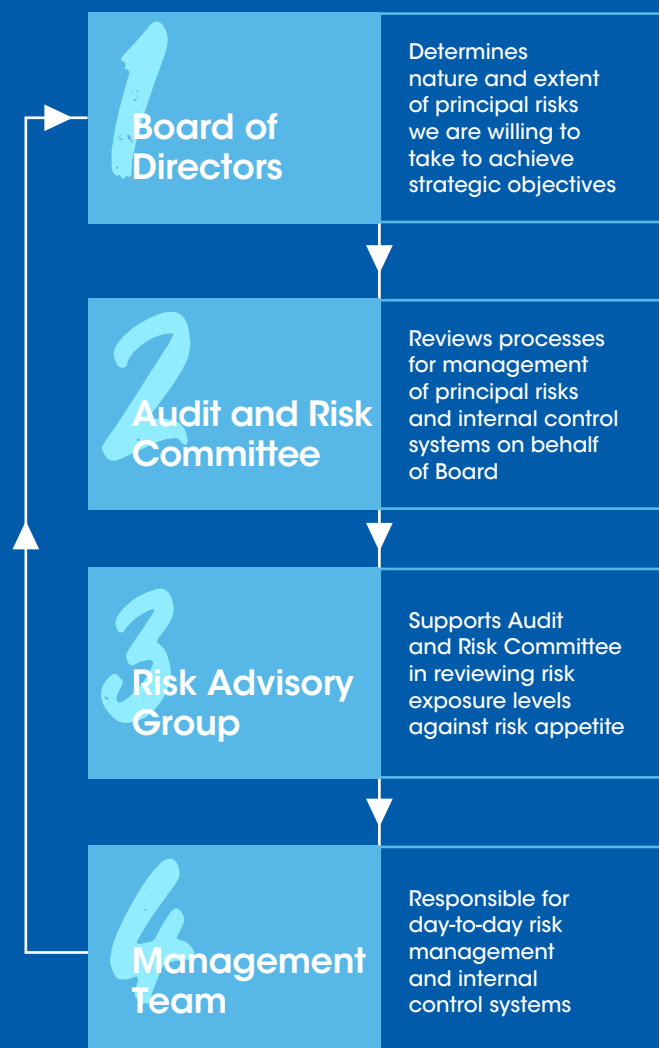 1
Board of
Directors
Determines
nature and extent
of principal risks
we are willing to
take to achieve
strategic objectives
2
Audit and Risk
Committee
Reviews processes
for management
of principal risks
and internal control
systems on behalf
of Board
3
Risk Advisory
Group
Supports Audit
and Risk Committee
in reviewing risk
exposure levels
against risk appetite
4
Management
Team
Responsible for
day-to-day risk
management
and internal
control systems